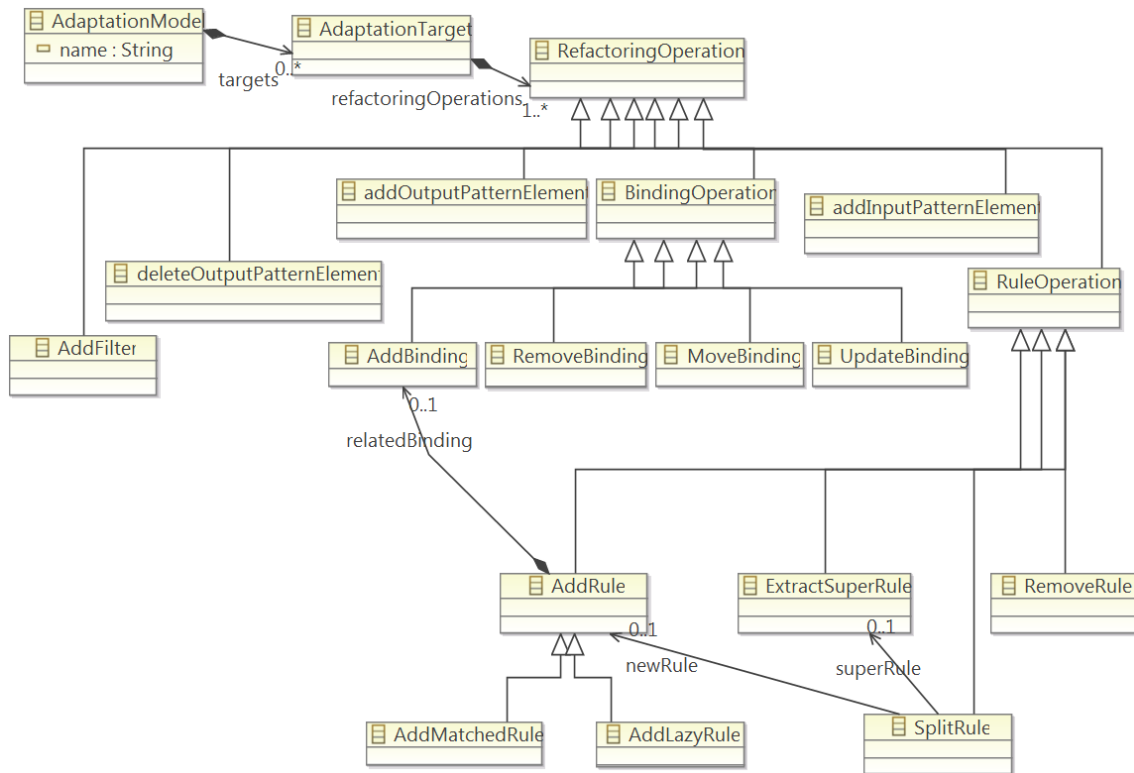 AdaptationModel
name : String
targets
0..*
AdaptationTarget
refactoringOperations
1..*
RefactoringOperation
addOutputPatternElement
BindingOperation
addInputPatternElement
deleteOutputPatternElement
RuleOperation
AddFilter
AddBinding
RemoveBinding
MoveBinding
UpdateBinding
0..1
relatedBinding
AddRule
ExtractSuperRule
RemoveRule
0..1
newRule
0..1
superRule
AddMatchedRule
AddLazyRule
SplitRule